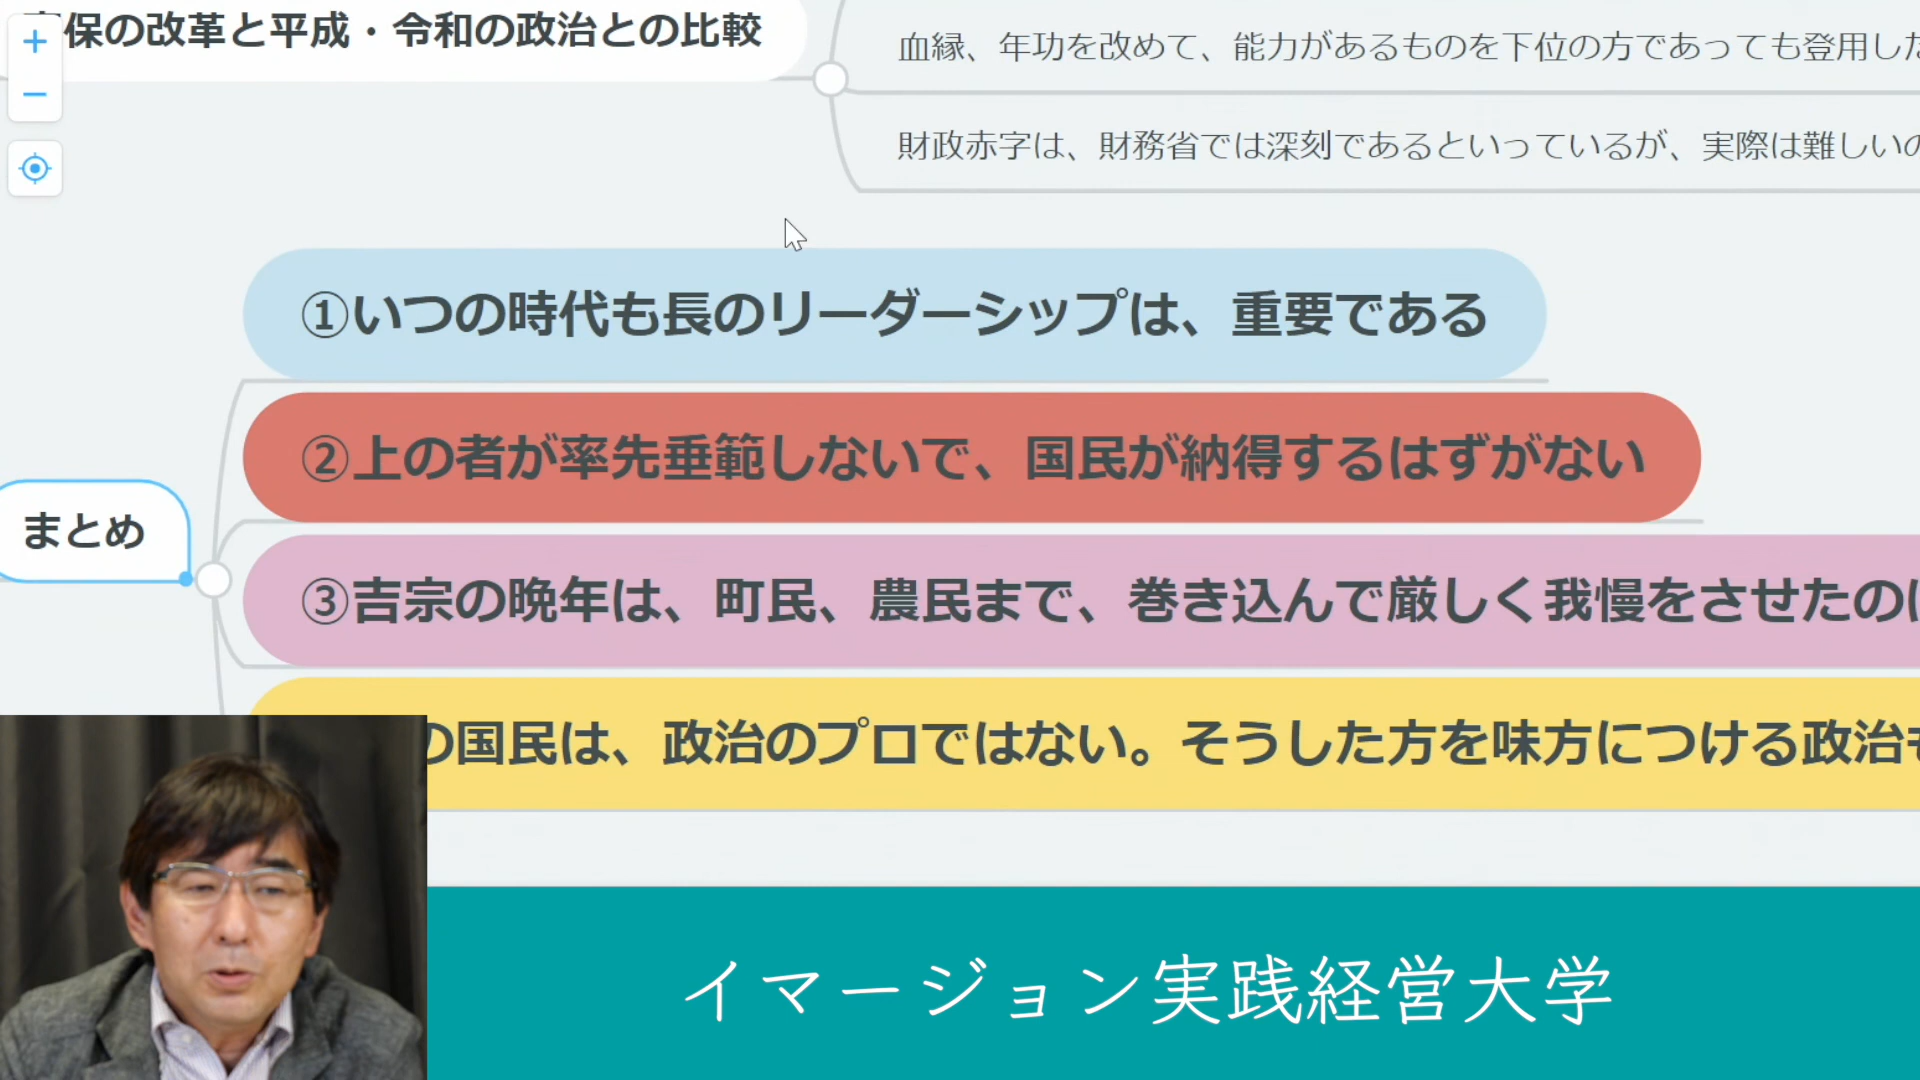 保の改革と平成・令和の政治との比較
血縁、年功を改めて、能力があるものを下位の方であっても登用した
財政赤字は、財務省では深刻であるといっているが、実際は難しいの
①いつの時代も長のリーダーシップは、重要である
②上の者が率先垂範しないで、国民が納得するはずがない
まとめ
③吉宗の晩年は、町民、農民まで、巻き込んで厳しく我慢をさせたのは
の国民は、政治のプロではない。そうした方を味方につける政治も
イマージョン実践経営大学